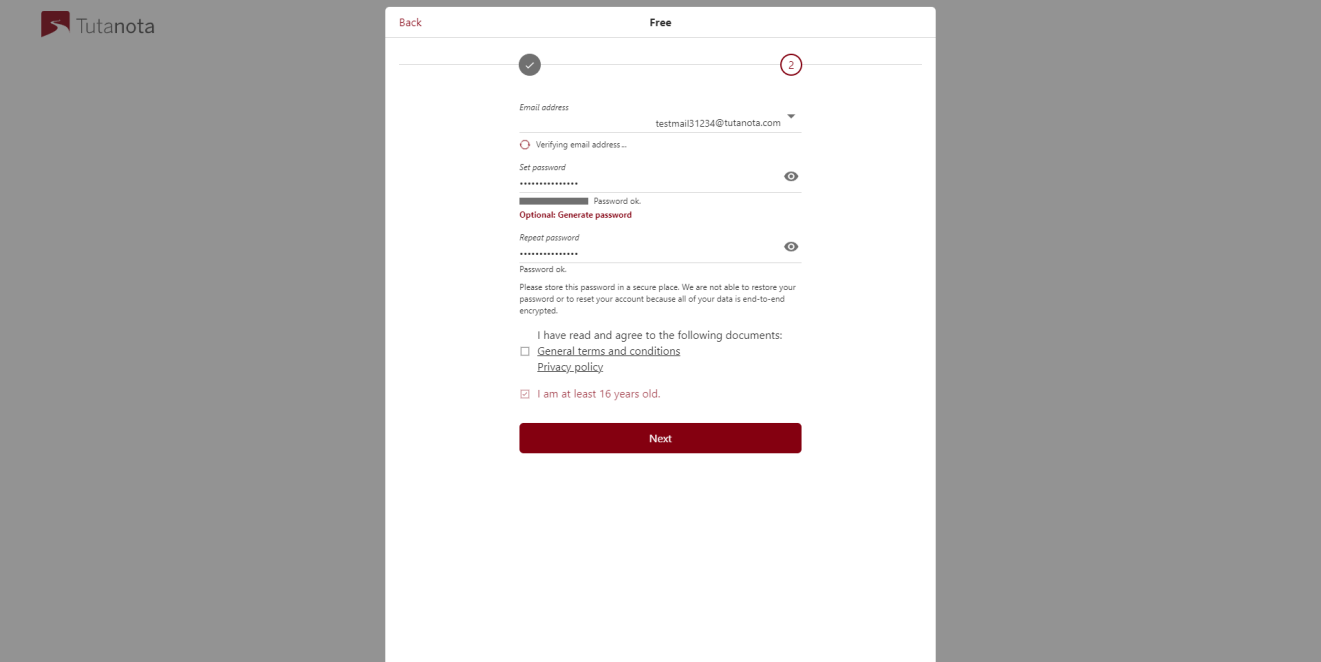 Tutanota
Back
Free
2
Email address
testmail31234@tutanota.com
Verifying email address...
Set password
•••••••••••••••
Password ok.
Optional: Generate password
Repeat password
•••••••••••••••
Password ok.
Please store this password in a secure place. We are not able to restore your
password or to reset your account because all of your data is end-to-end
encrypted.
I have read and agree to the following documents:
General terms and conditions
Privacy policy
I am at least 16 years old.
Next